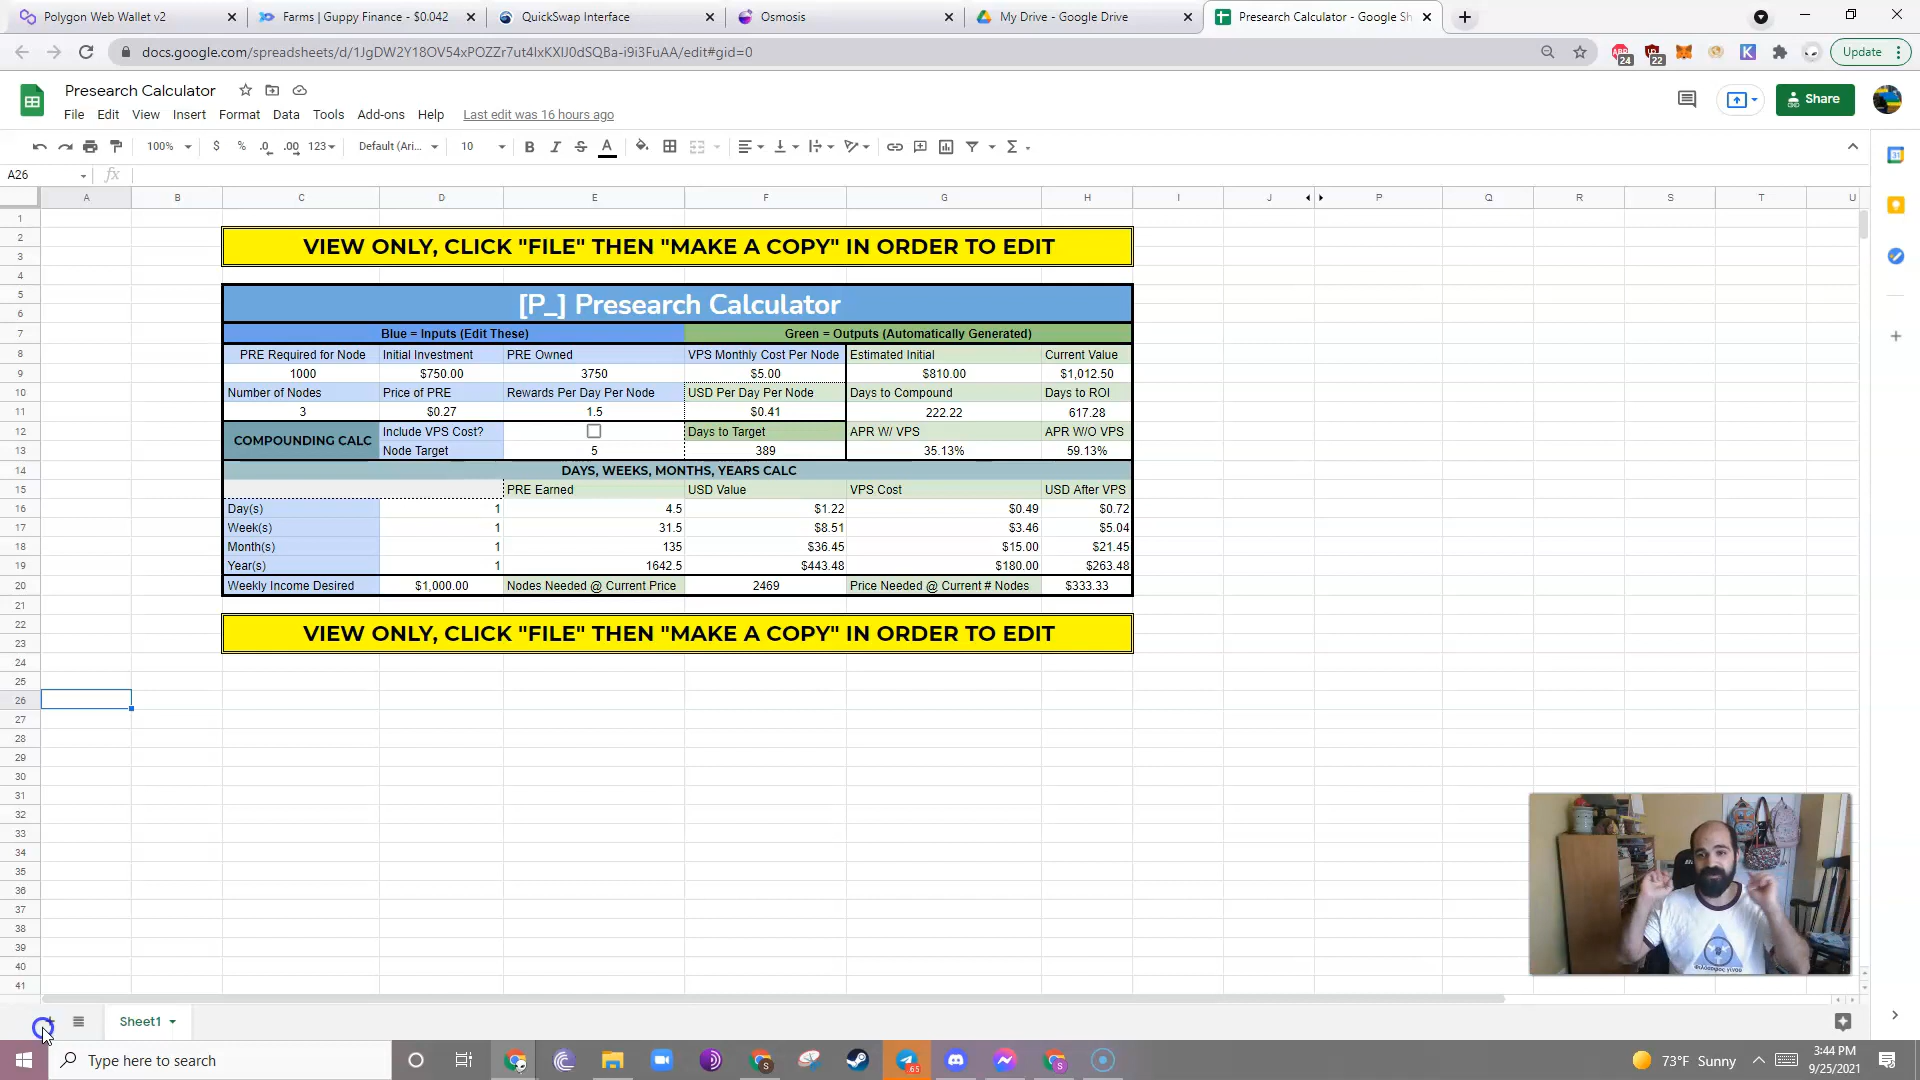 Polygon Web Wallet v2
Farms | Guppy Finance - $0.042
QuickSwap Interface
Osmosis
My Drive - Google Drive
Presearch Calculator - Google Sh
docs.google.com/spreadsheets/d/1JgDW2Y18OV54xPOZZr7ut4lxKXIJ0dSQBa-i9i3FuAA/edit#gid=0
24
22
K
Update
Presearch Calculator
File Edit View Insert Format Data Tools Add-ons Help Last edit was 16 hours ago
Share
100% $ % .0 .00 123 Default (Ari... 10 B I S A
A26 fx
A B C D E F G H I J P Q R S T U
1
2
3
VIEW ONLY, CLICK "FILE" THEN "MAKE A COPY" IN ORDER TO EDIT
4
5
6
[P_] Presearch Calculator
7 Blue = Inputs (Edit These) Green = Outputs (Automatically Generated)
8 PRE Required for Node Initial Investment PRE Owned VPS Monthly Cost Per Node Estimated Initial Current Value
9 1000 $750.00 3750 $5.00 $810.00 $1,012.50
10 Number of Nodes Price of PRE Rewards Per Day Per Node USD Per Day Per Node Days to Compound Days to ROI
11 3 $0.27 1.5 $0.41 222.22 617.28
12 COMPOUNDING CALC Include VPS Cost? Days to Target APR W/ VPS APR W/O VPS
13 Node Target 5 389 35.13% 59.13%
14 DAYS, WEEKS, MONTHS, YEARS CALC
15 PRE Earned USD Value VPS Cost USD After VPS
16 Day(s) 1 4.5 $1.22 $0.49 $0.72
17 Week(s) 1 31.5 $8.51 $3.46 $5.04
18 Month(s) 1 135 $36.45 $15.00 $21.45
19 Year(s) 1 1642.5 $443.48 $180.00 $263.48
20 Weekly Income Desired $1,000.00 Nodes Needed @ Current Price 2469 Price Needed @ Current # Nodes $333.33
21
22
23
VIEW ONLY, CLICK "FILE" THEN "MAKE A COPY" IN ORDER TO EDIT
24
25
26
27
28
29
30
31
32
33
34
35
36
37
38
39
40
41
Sheet1
Type here to search
65
73°F Sunny
3:44 PM
9/25/2021